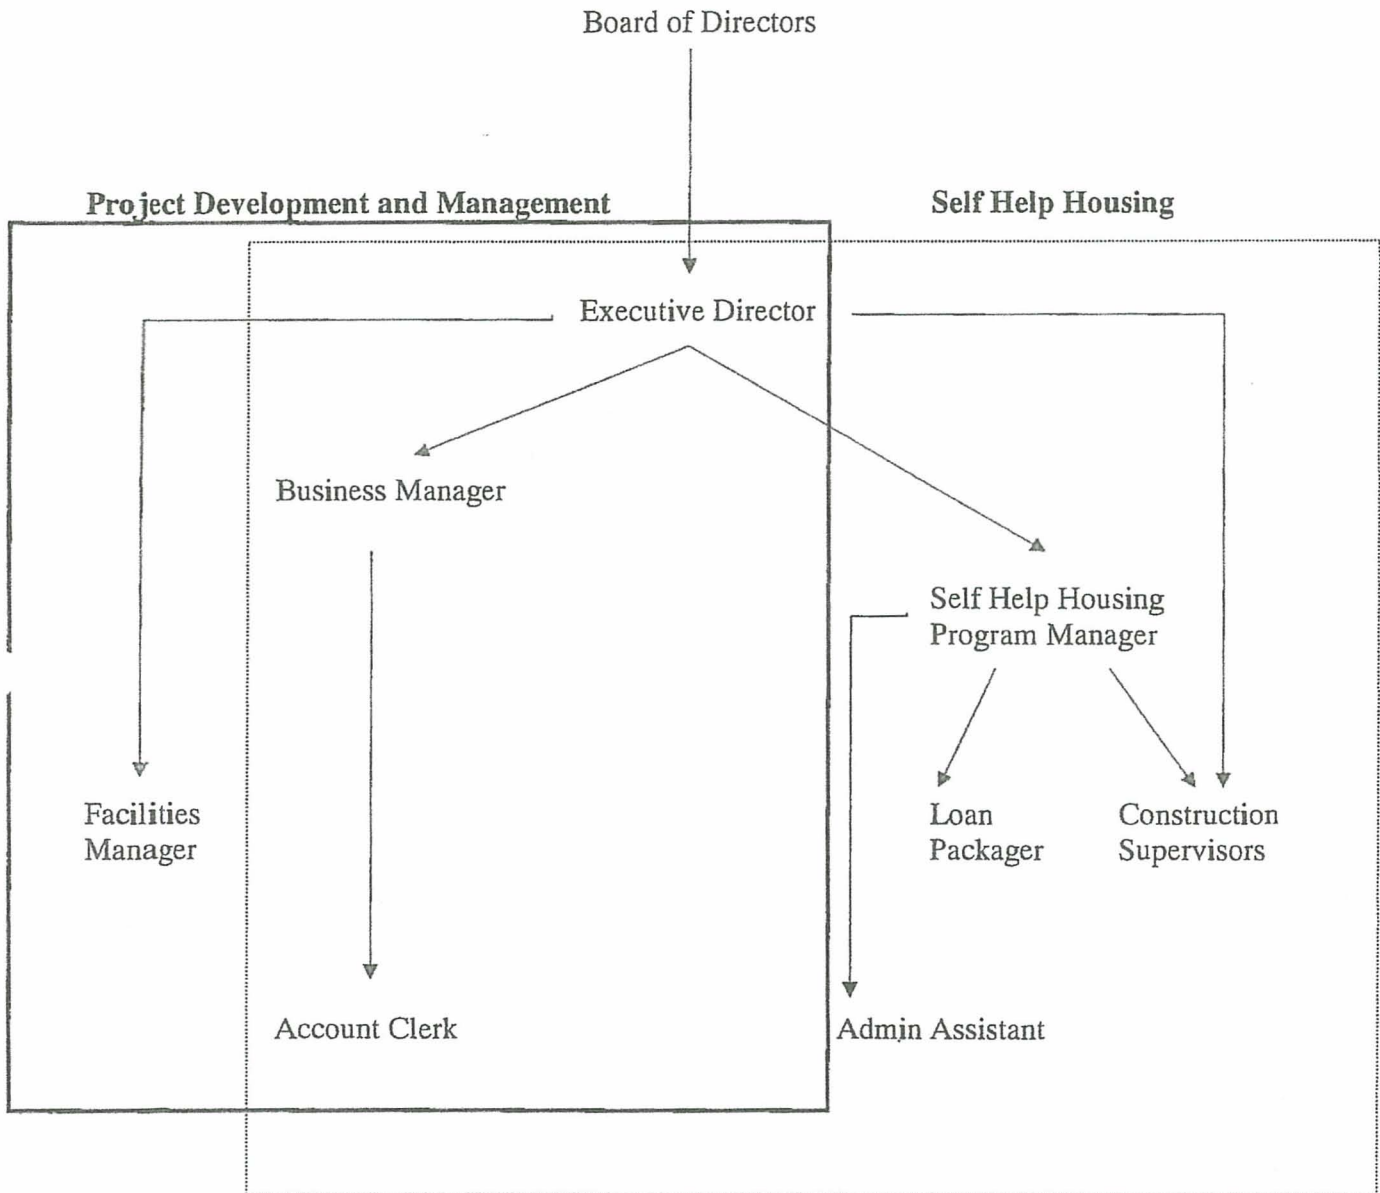 Board of Directors
Project Development and Management
Self Help Housing
Executive Director
Business Manager
Self Help Housing
Program Manager
Facilities
Manager
Loan
Packager
Construction
Supervisors
Account Clerk
Admin Assistant